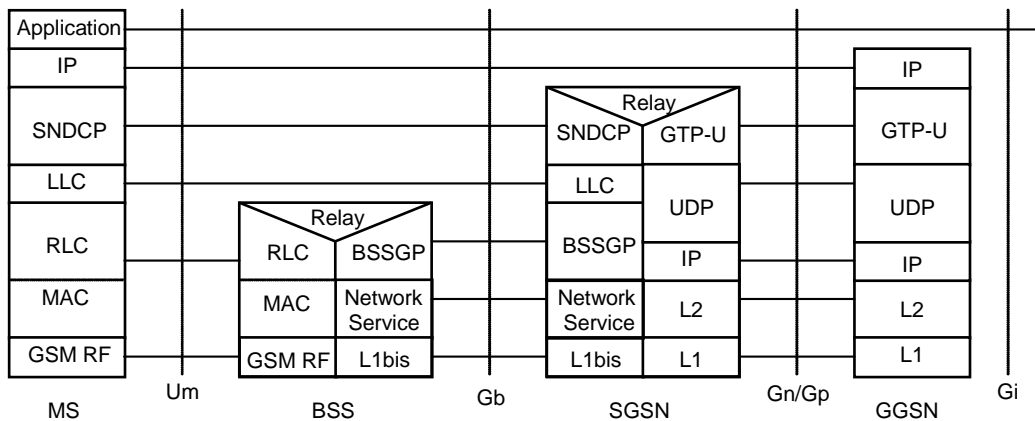 Application
IP
IP
Relay
SNDCP
SNDCP
GTP-U
GTP-U
LLC
LLC
UDP
UDP
Relay
RLC
RLC
BSSGP
BSSGP
IP
IP
MAC
MAC
Network
Service
Network
Service
L2
L2
GSM RF
GSM RF
L1bis
L1bis
L1
L1
Um
Gb
Gn/Gp
Gi
MS
BSS
SGSN
GGSN